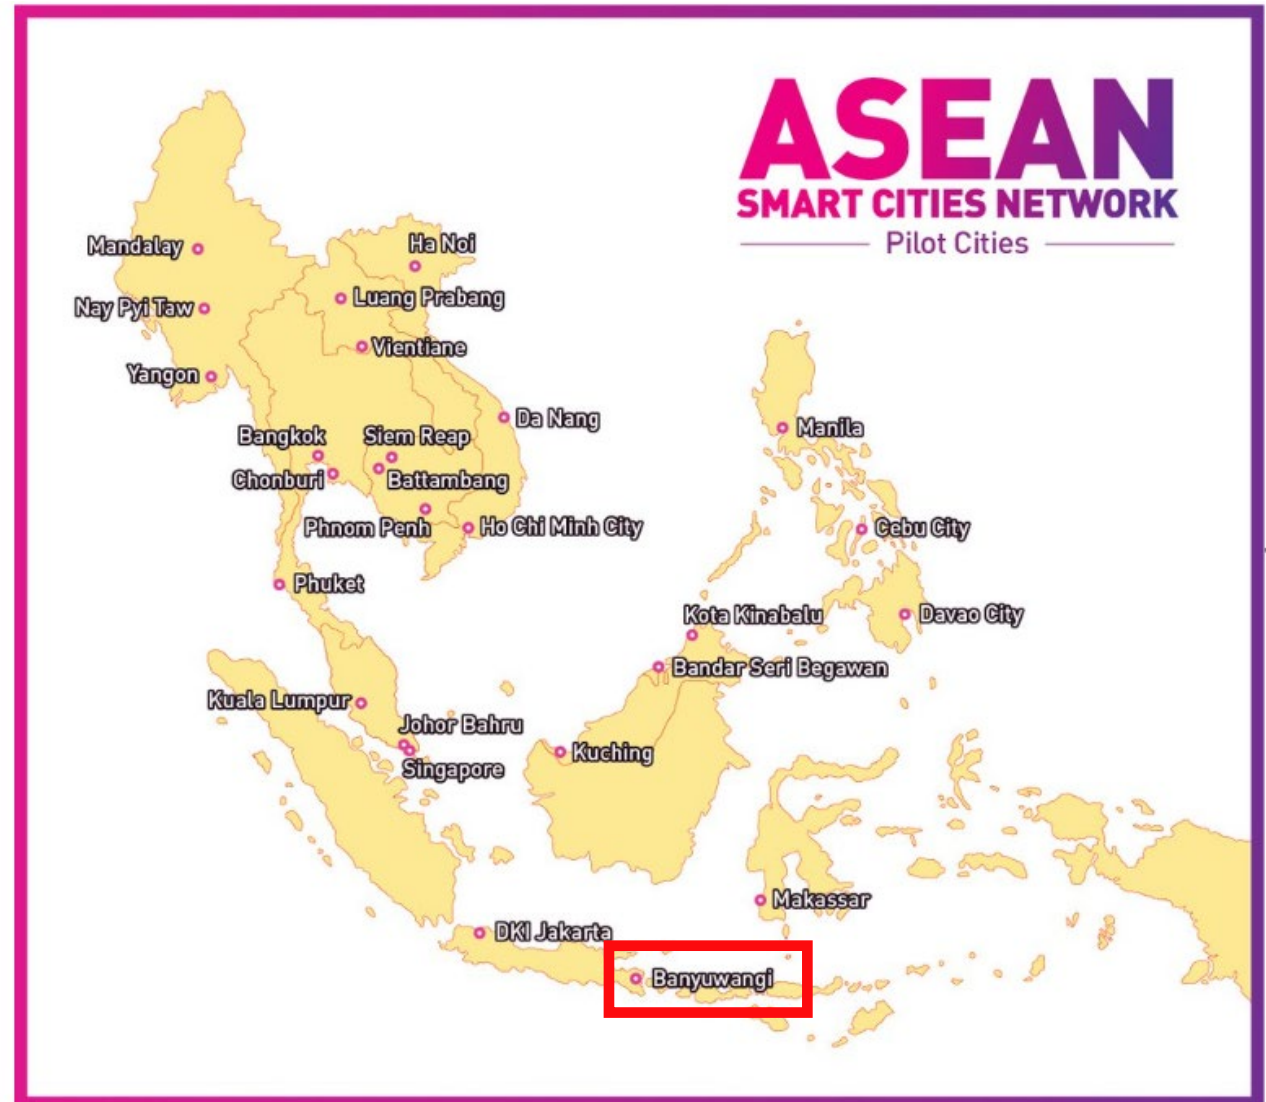 ASEAN
SMART CITIES NETWORK
Pilot Cities
Mandalay
Ha Noi
Nay Pyi Taw
Luang Prabang
Vientiane
Yangon
Da Nang
Bangkok
Siem Reap
Manila
Chonburi
Battambang
Phnom Penh
Ho Chi Minh City
Cebu City
Phuket
Kota Kinabalu
Davao City
Bandar Seri Begawan
Kuala Lumpur
Johor Bahru
Kuching
Singapore
Makassar
DKI Jakarta
Banyuwangi